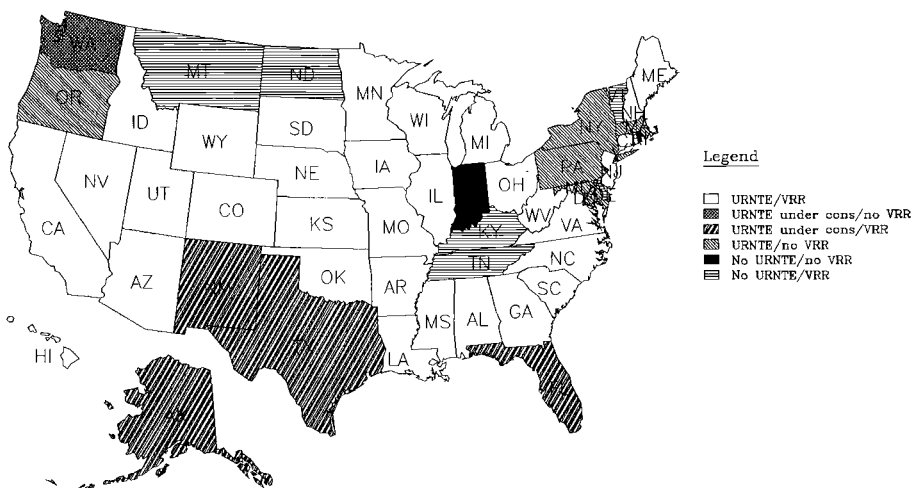 WA
MT
ND
MN
ME
OR
ID
WY
SD
WI
MI
NH
NY
NV
UT
CO
NE
IA
IL
OH
PA
NJ
CA
KS
MO
KY
WV
VA
AZ
OK
AR
TN
NC
SC
MS
AL
GA
LA
HI
Legend
URNTE/VRR
URNTE under cons/no VRR
URNTE under cons/VRR
URNTE/no VRR
No URNTE/no VRR
No URNTE/VRR